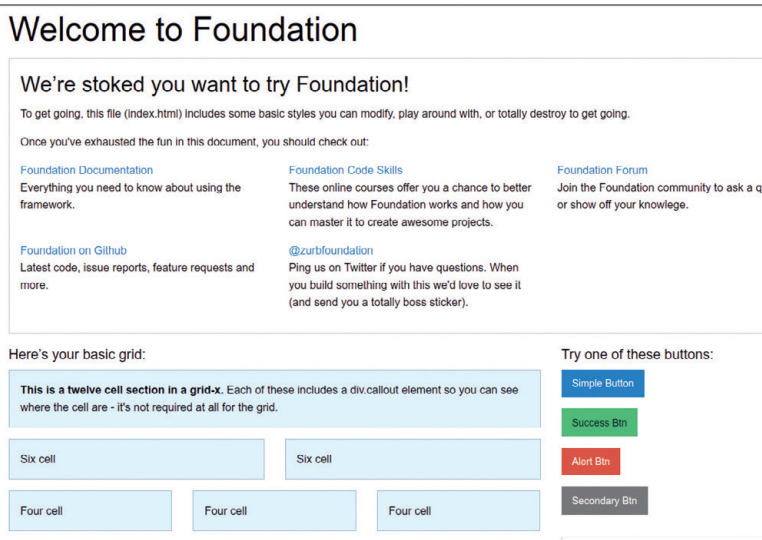 Welcome to Foundation
We're stoked you want to try Foundation!
To get going, this file (index.html) includes some basic styles you can modify, play around with, or totally destroy to get going.
Once you've exhausted the fun in this document, you should check out:
Foundation Documentation
Everything you need to know about using the
framework.
Foundation Code Skills
These online courses offer you a chance to better
understand how Foundation works and how you
can master it to create awesome projects.
Foundation Forum
Join the Foundation community to ask a q
or show off your knowlege.
Foundation on Github
Latest code, issue reports, feature requests and
more.
@zurbfoundation
Ping us on Twitter if you have questions. When
you build something with this we'd love to see it
(and send you a totally boss sticker).
Here's your basic grid:
This is a twelve cell section in a grid-x. Each of these includes a div.callout element so you can see
where the cell are - it's not required at all for the grid.
Six cell
Six cell
Four cell
Four cell
Four cell
Try one of these buttons:
Simple Button
Success Btn
Alert Btn
Secondary Btn